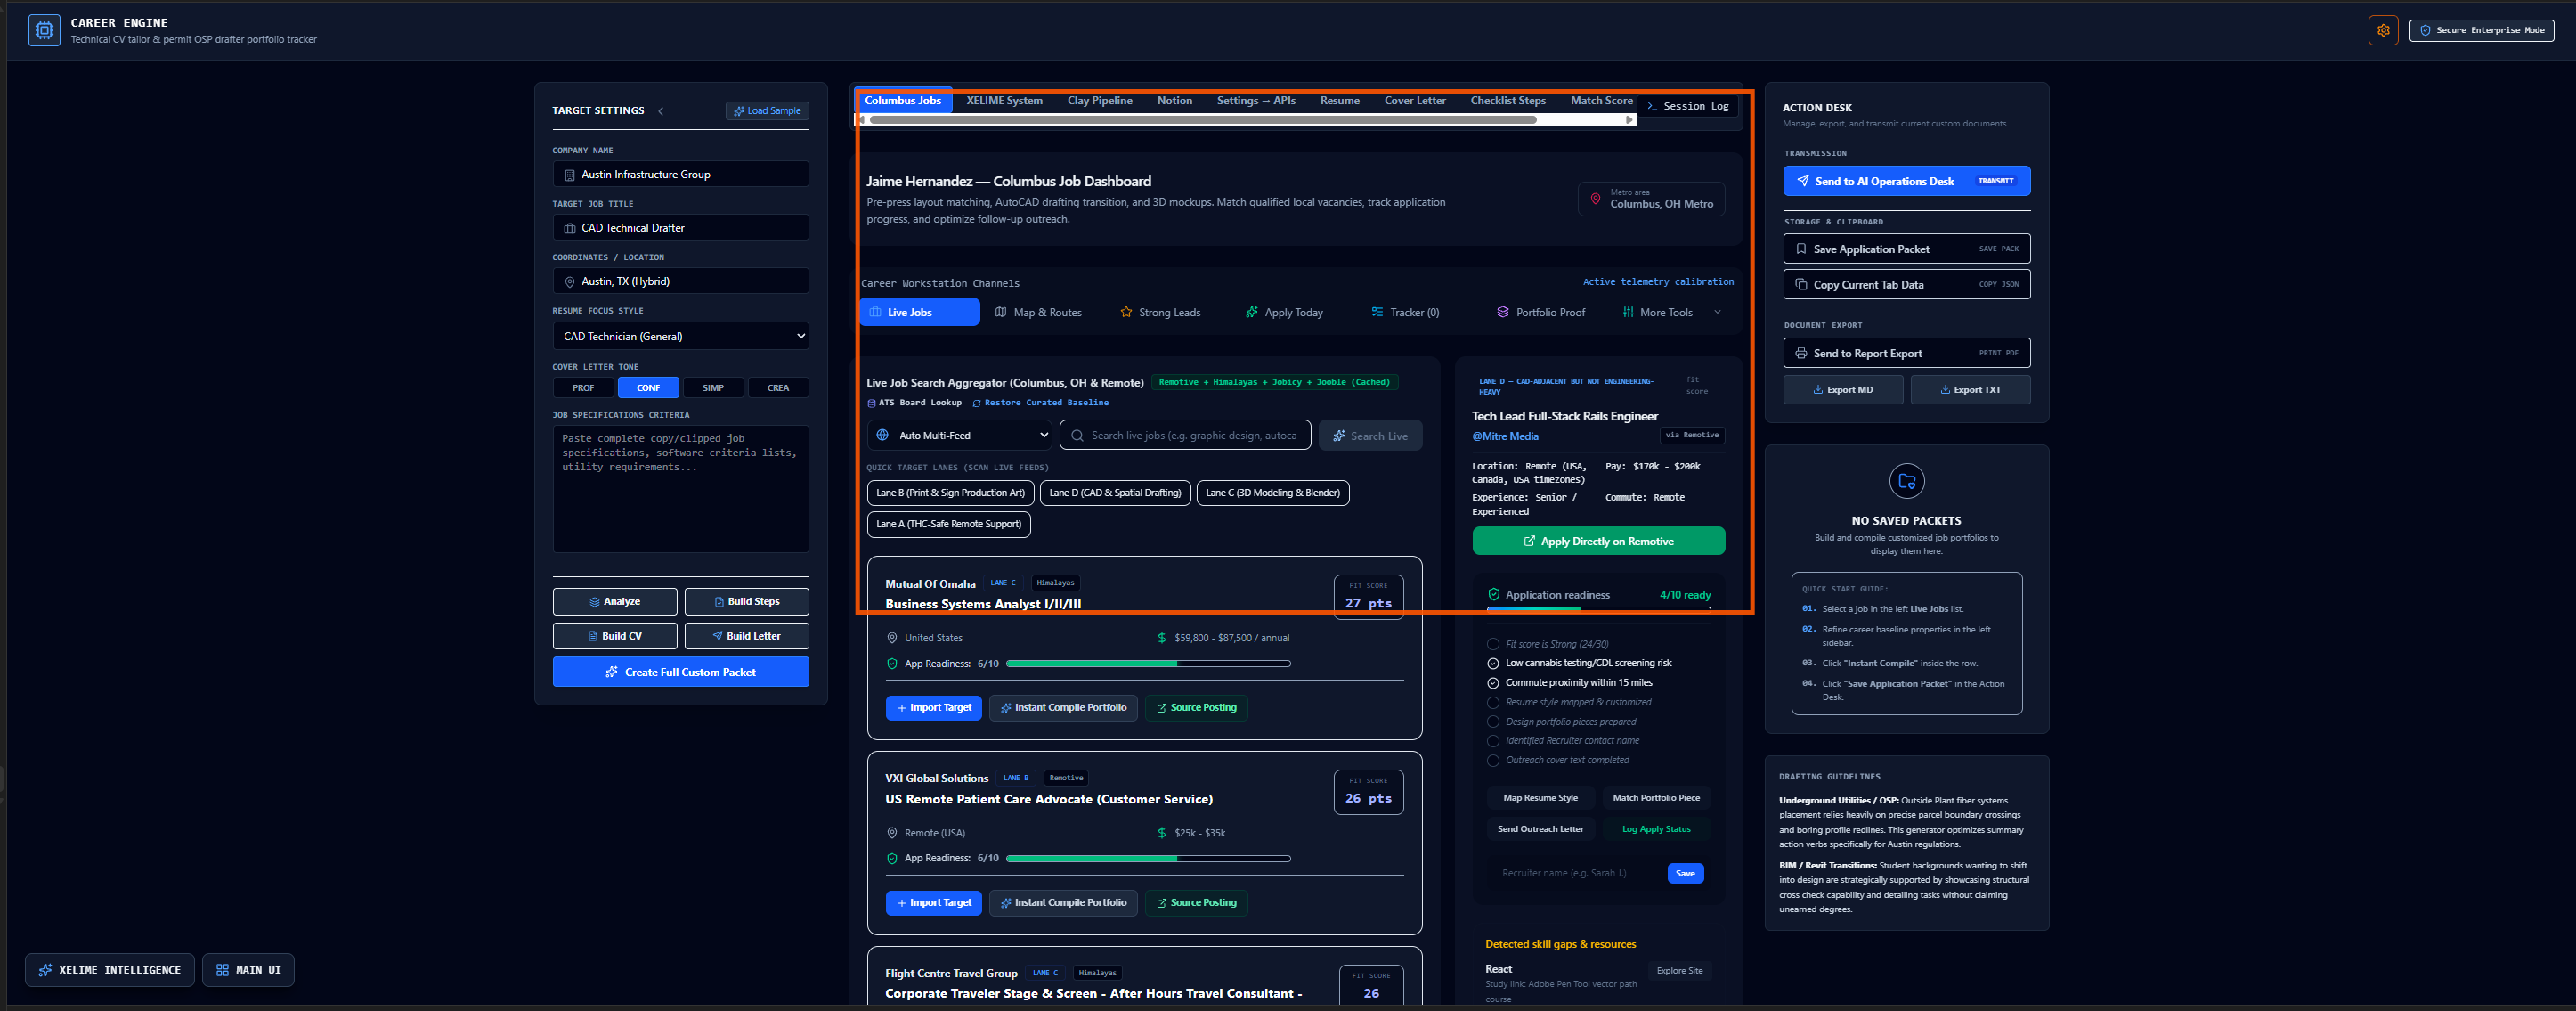 CAREER ENGINE
Technical CV tailor & permit OSP drafter portfolio tracker
Secure Enterprise Mode
TARGET SETTINGS
Load Sample
COMPANY NAME
Austin Infrastructure Group
TARGET JOB TITLE
CAD Technical Drafter
COORDINATES / LOCATION
Austin, TX (Hybrid)
RESUME FOCUS STYLE
CAD Technician (General)
COVER LETTER TONE
PROF CONF SIMP CREA
JOB SPECIFICATIONS CRITERIA
Paste complete copy/clipped job
specifications, software criteria lists,
utility requirements...
Analyze Build Steps
Build CV Build Letter
Create Full Custom Packet
XELIME INTELLIGENCE MAIN UI
Columbus Jobs XELIME System Clay Pipeline Notion Settings → APIs Resume Cover Letter Checklist Steps Match Score
Session Log
Jaime Hernandez — Columbus Job Dashboard
Pre-press layout matching, AutoCAD drafting transition, and 3D mockups. Match qualified local vacancies, track application
progress, and optimize follow-up outreach.
Metro area
Columbus, OH Metro
Career Workstation Channels
Active telemetry calibration
Live Jobs Map & Routes Strong Leads Apply Today Tracker (0) Portfolio Proof More Tools
Live Job Search Aggregator (Columbus, OH & Remote) Remotive + Himalayas + Jobicy + Jooble (Cached)
ATS Board Lookup Restore Curated Baseline
Auto Multi-Feed Search live jobs (e.g. graphic design, autoca Search Live
QUICK TARGET LANES (SCAN LIVE FEEDS)
Lane B (Print & Sign Production Art) Lane D (CAD & Spatial Drafting) Lane C (3D Modeling & Blender)
Lane A (THC-Safe Remote Support)
Mutual Of Omaha LANE C Himalayas
Business Systems Analyst I/II/III
FIT SCORE
27 pts
United States $59,800 - $87,500 / annual
App Readiness: 6/10
Import Target Instant Compile Portfolio Source Posting
VXI Global Solutions LANE B Remotive
US Remote Patient Care Advocate (Customer Service)
FIT SCORE
26 pts
Remote (USA) $25k - $35k
App Readiness: 6/10
Import Target Instant Compile Portfolio Source Posting
Flight Centre Travel Group LANE C Himalayas
Corporate Traveler Stage & Screen - After Hours Travel Consultant -
FIT SCORE
26
LANE D — CAD-ADJACENT BUT NOT ENGINEERING-
HEAVY
fit
score
Tech Lead Full-Stack Rails Engineer
@Mitre Media via Remotive
Location: Remote (USA, Pay: $170k - $200k
Canada, USA timezones)
Experience: Senior / Commute: Remote
Experienced
Apply Directly on Remotive
Application readiness 4/10 ready
Fit score is Strong (24/30)
Low cannabis testing/CDL screening risk
Commute proximity within 15 miles
Resume style mapped & customized
Design portfolio pieces prepared
Identified Recruiter contact name
Outreach cover text completed
Map Resume Style Match Portfolio Piece
Send Outreach Letter Log Apply Status
Recruiter name (e.g. Sarah J.) Save
Detected skill gaps & resources
React Explore Site
Study link: Adobe Pen Tool vector path
course
ACTION DESK
Manage, export, and transmit current custom documents
TRANSMISSION
Send to AI Operations Desk TRANSMIT
STORAGE & CLIPBOARD
Save Application Packet SAVE PACK
Copy Current Tab Data COPY JSON
DOCUMENT EXPORT
Send to Report Export PRINT PDF
Export MD Export TXT
NO SAVED PACKETS
Build and compile customized job portfolios to
display them here.
QUICK START GUIDE:
01. Select a job in the left Live Jobs list.
02. Refine career baseline properties in the left
sidebar.
03. Click "Instant Compile" inside the row.
04. Click "Save Application Packet" in the Action
Desk.
DRAFTING GUIDELINES
Underground Utilities / OSP: Outside Plant fiber systems
placement relies heavily on precise parcel boundary crossings
and boring profile redlines. This generator optimizes summary
action verbs specifically for Austin regulations.
BIM / Revit Transitions: Student backgrounds wanting to shift
into design are strategically supported by showcasing structural
cross check capability and detailing tasks without claiming
unearned degrees.